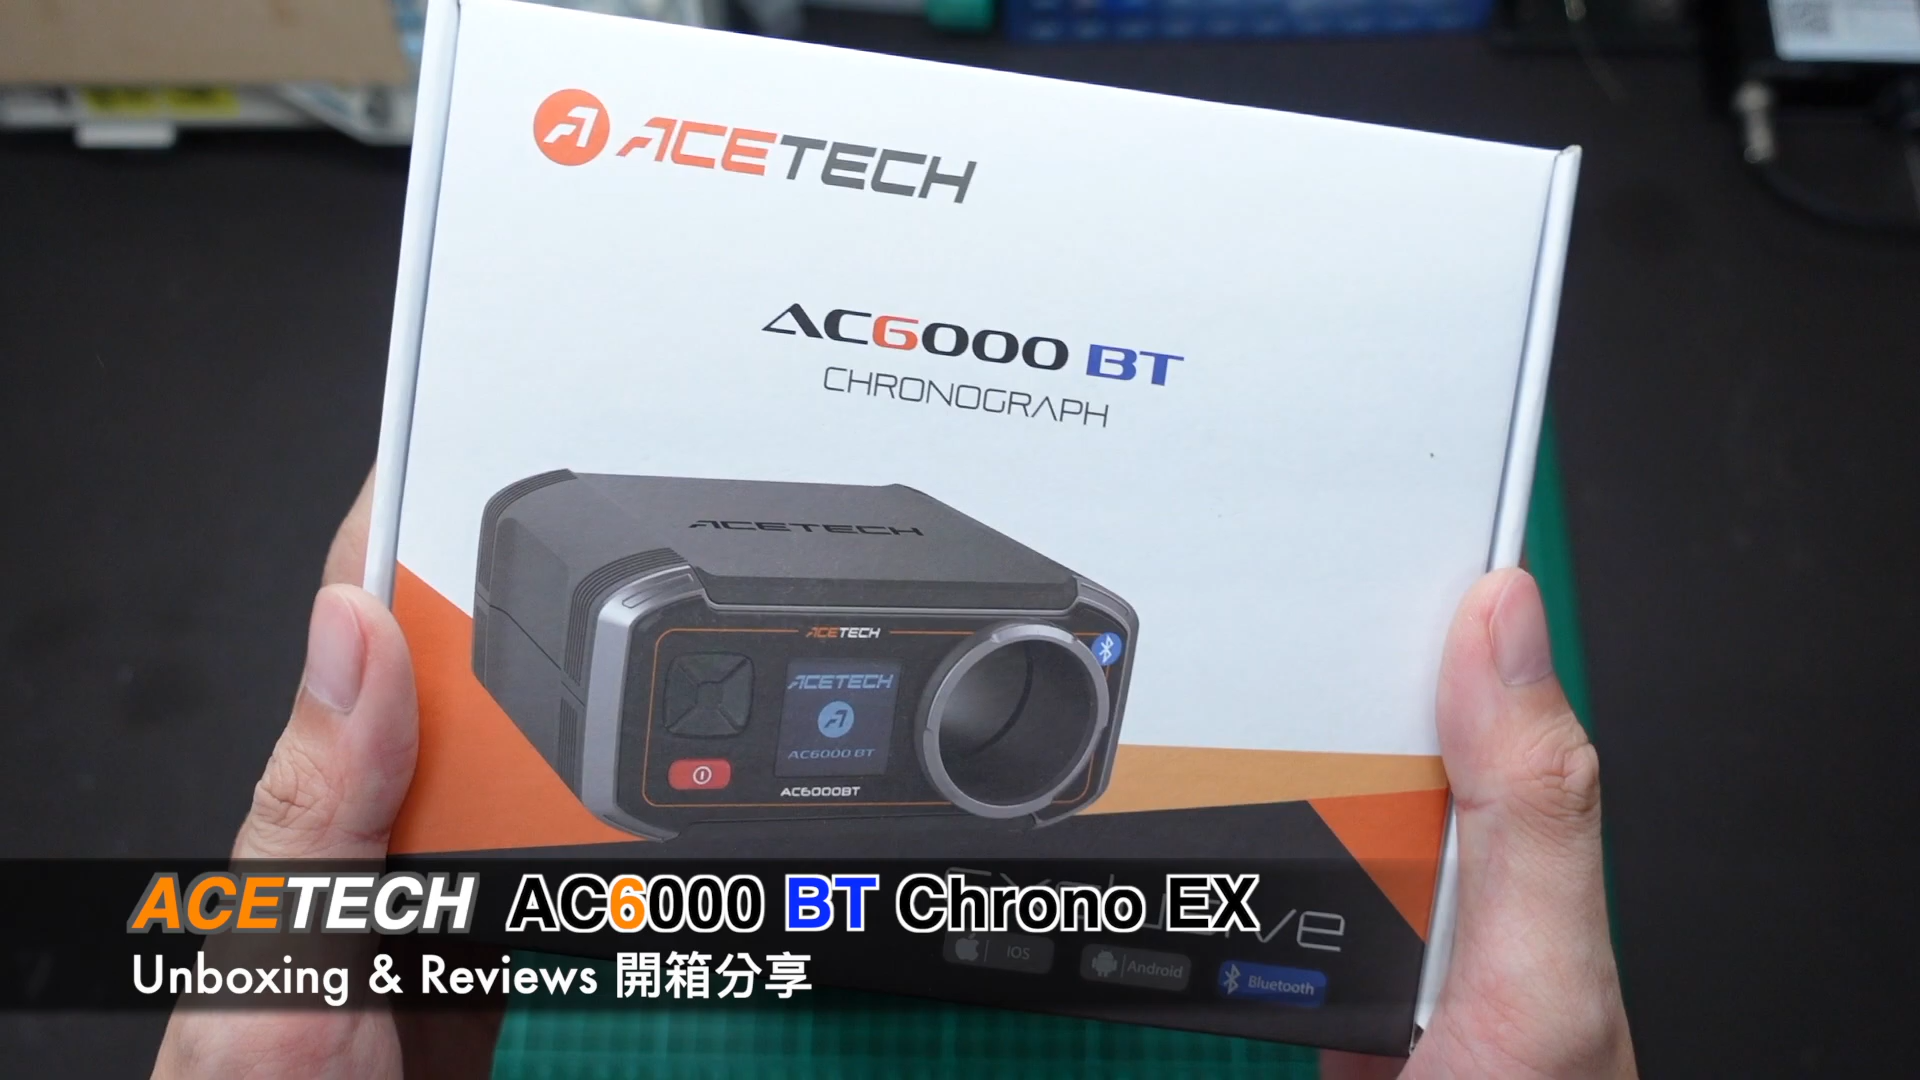 ACETECH
AC6000 BT
CHRONOGRAPH
ACETECH
ACETECH
ACETECH
AC6000 BT
AC6000BT
ACETECH AC6000 BT Chrono EX
Exclusive
iOS
Android
Bluetooth
Unboxing & Reviews 開箱分享